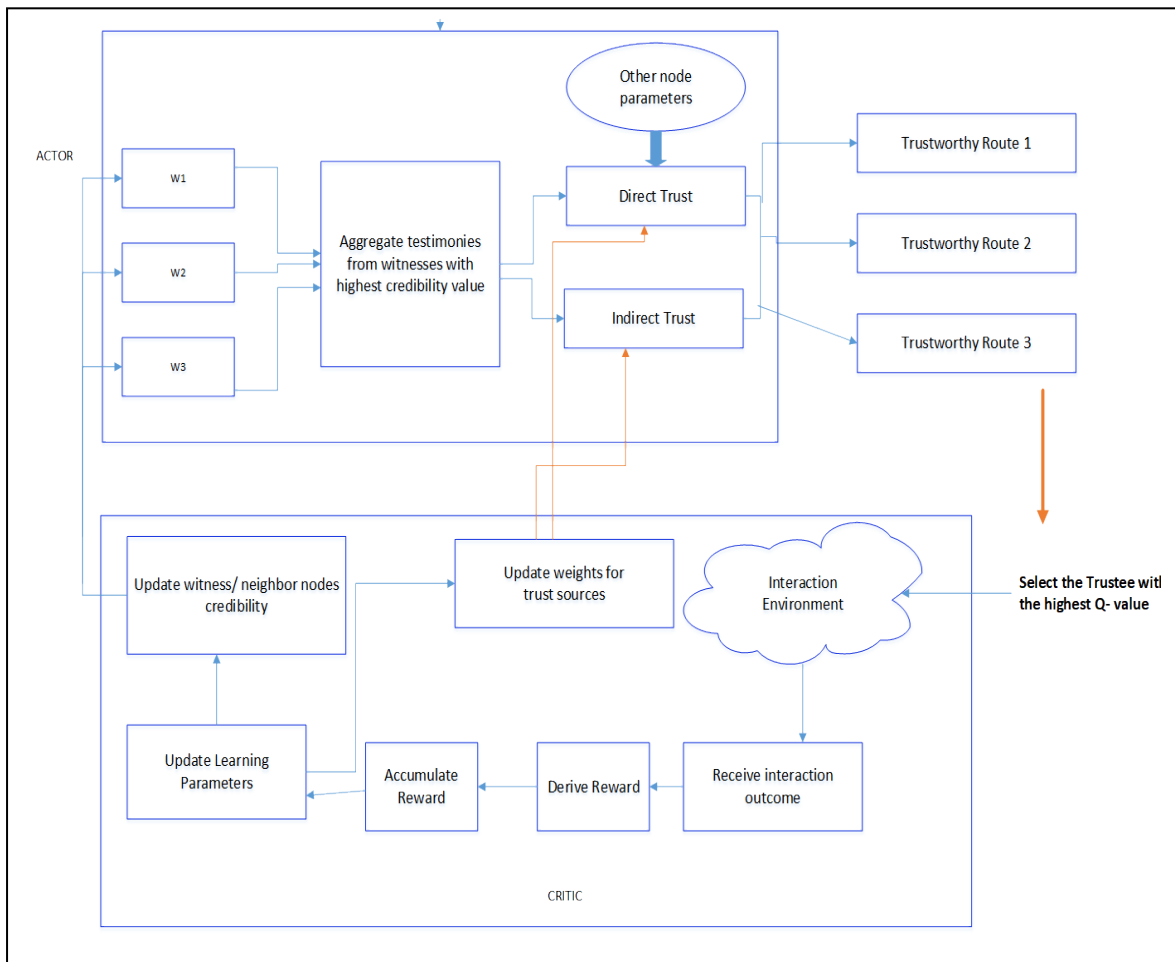 Other node
parameters
ACTOR
W1
W2
W3
Aggregate testimonies
from witnesses with
highest credibility value
Direct Trust
Indirect Trust
Trustworthy Route 1
Trustworthy Route 2
Trustworthy Route 3
Update witness/ neighbor nodes
credibility
Update weights for
trust sources
Interaction
Environment
Select the Trustee with
the highest Q- value
Update Learning
Parameters
Accumulate
Reward
Derive Reward
Receive interaction
outcome
CRITIC